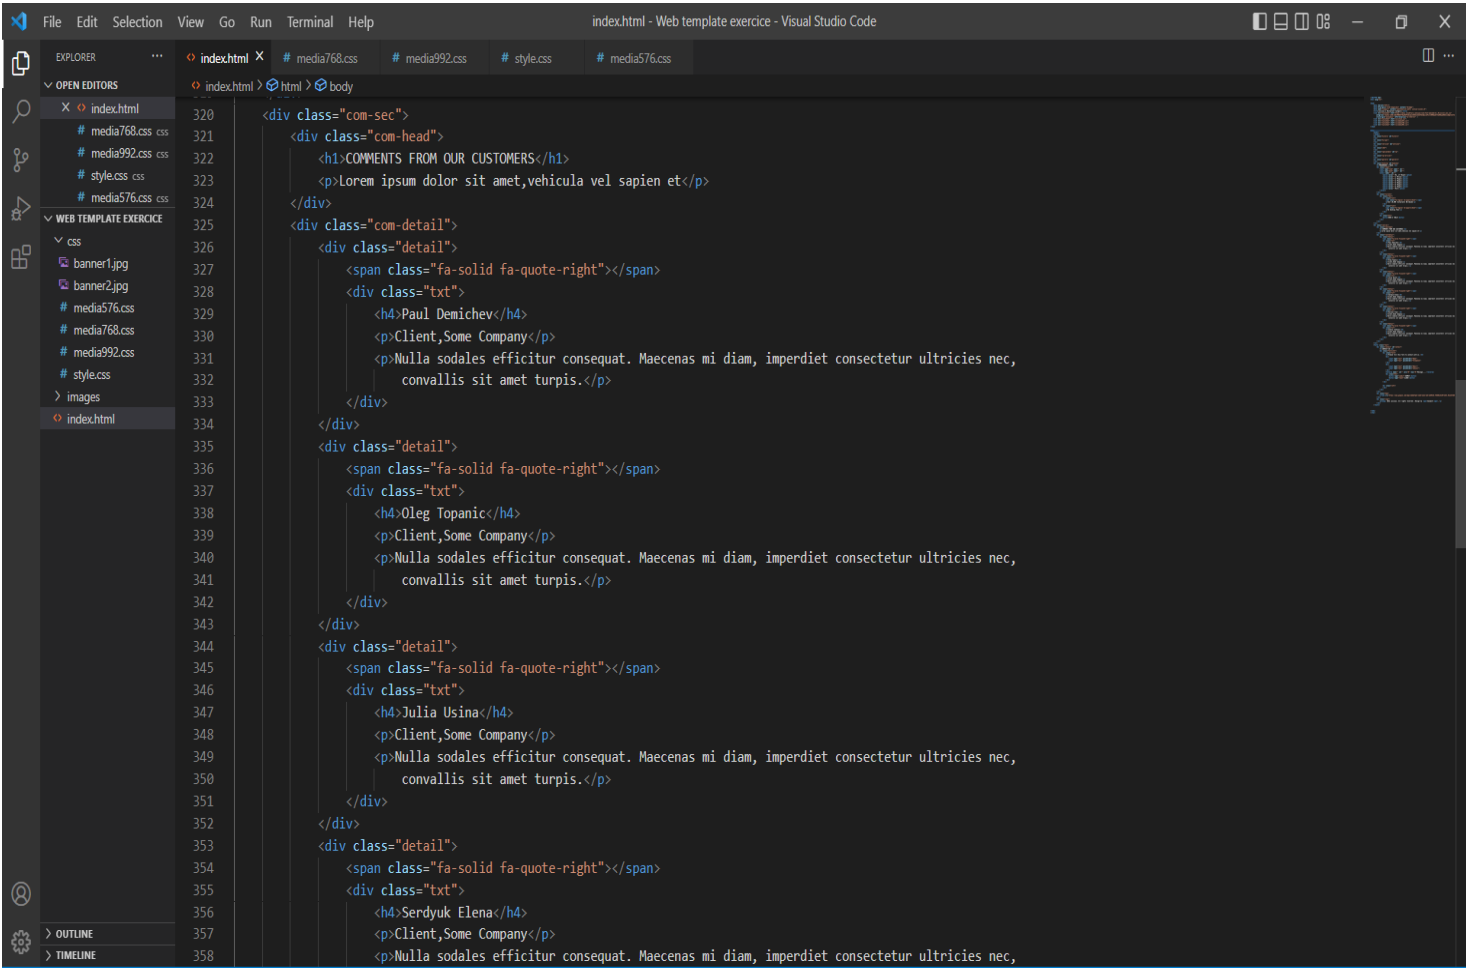 File Edit Selection View Go Run Terminal Help
index.html - Web template exercice - Visual Studio Code
EXPLORER ···
OPEN EDITORS
X <> index.html
# media768.css css
# media992.css css
# style.css css
# media576.css css
WEB TEMPLATE EXERCICE
css
banner1.jpg
banner2.jpg
# media576.css
# media768.css
# media992.css
# style.css
> images
<> index.html
> OUTLINE
> TIMELINE
<> index.html X # media768.css # media992.css # style.css # media576.css
<> index.html > html > body
320 <div class="com-sec">
321 <div class="com-head">
322 <h1>COMMENTS FROM OUR CUSTOMERS</h1>
323 <p>Lorem ipsum dolor sit amet,vehicula vel sapien et</p>
324 </div>
325 <div class="com-detail">
326 <div class="detail">
327 <span class="fa-solid fa-quote-right"></span>
328 <div class="txt">
329 <h4>Paul Demichev</h4>
330 <p>Client,Some Company</p>
331 <p>Nulla sodales efficitur consequat. Maecenas mi diam, imperdiet consectetur ultricies nec,
332 convallis sit amet turpis.</p>
333 </div>
334 </div>
335 <div class="detail">
336 <span class="fa-solid fa-quote-right"></span>
337 <div class="txt">
338 <h4>Oleg Topanic</h4>
339 <p>Client,Some Company</p>
340 <p>Nulla sodales efficitur consequat. Maecenas mi diam, imperdiet consectetur ultricies nec,
341 convallis sit amet turpis.</p>
342 </div>
343 </div>
344 <div class="detail">
345 <span class="fa-solid fa-quote-right"></span>
346 <div class="txt">
347 <h4>Julia Usina</h4>
348 <p>Client,Some Company</p>
349 <p>Nulla sodales efficitur consequat. Maecenas mi diam, imperdiet consectetur ultricies nec,
350 convallis sit amet turpis.</p>
351 </div>
352 </div>
353 <div class="detail">
354 <span class="fa-solid fa-quote-right"></span>
355 <div class="txt">
356 <h4>Serdyuk Elena</h4>
357 <p>Client,Some Company</p>
358 <p>Nulla sodales efficitur consequat. Maecenas mi diam, imperdiet consectetur ultricies nec,